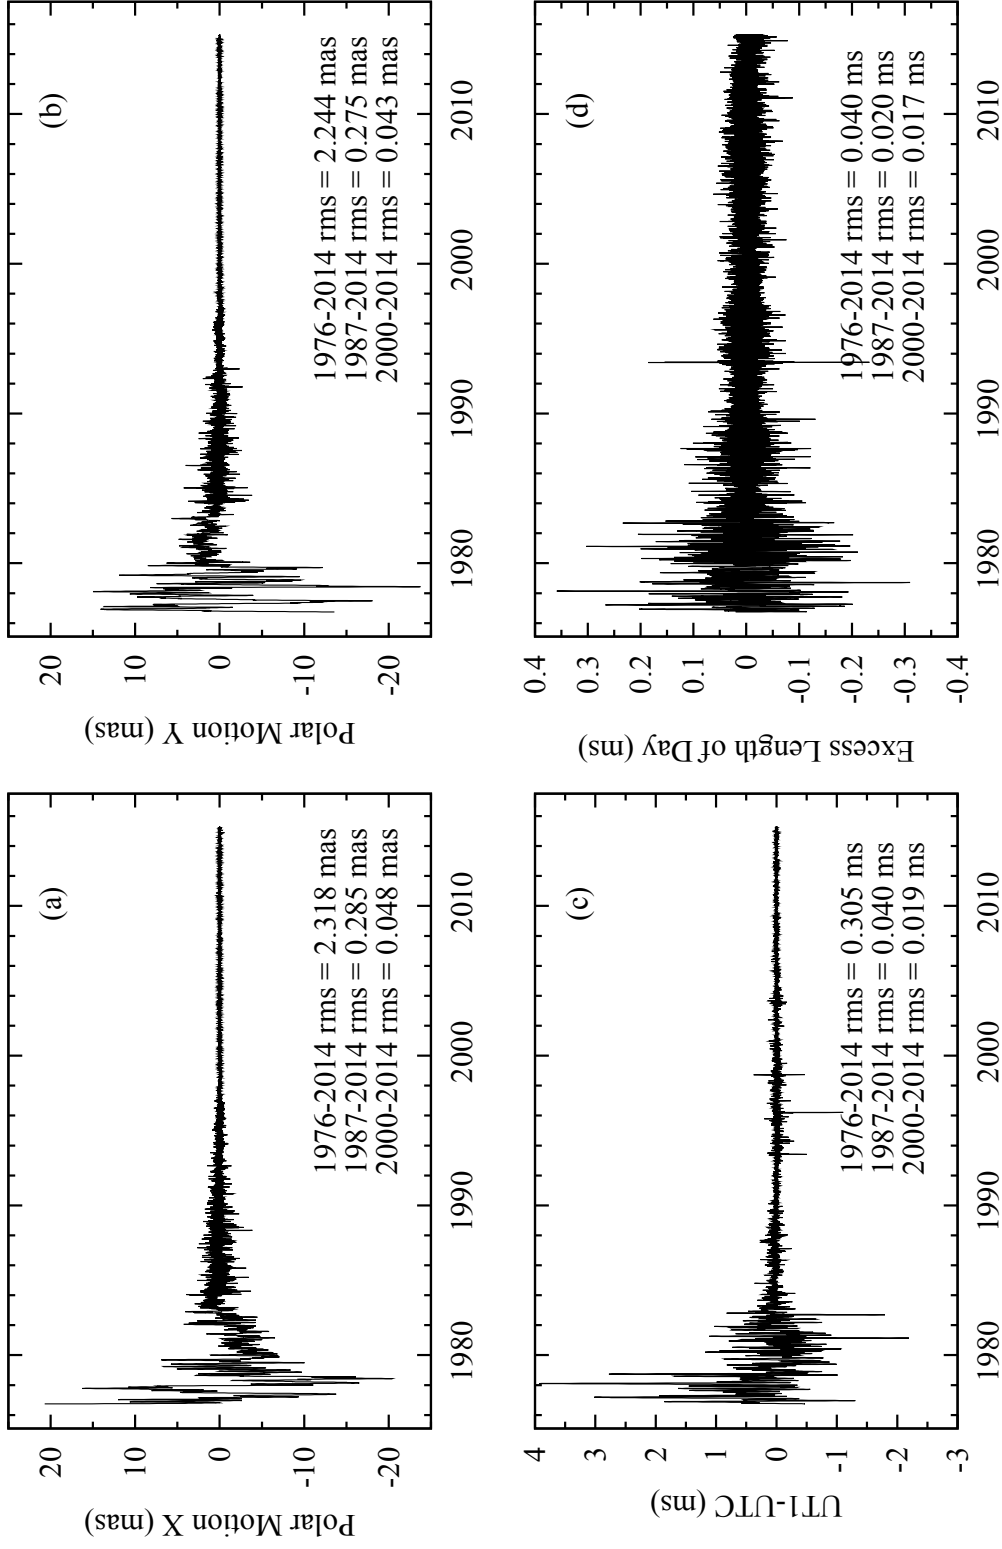 (a)
20
10
0
-10
-20
Polar Motion X (mas)
1976-2014 rms = 2.318 mas
1987-2014 rms = 0.285 mas
2000-2014 rms = 0.048 mas
1980
1990
2000
2010
(b)
20
10
0
-10
-20
Polar Motion Y (mas)
1976-2014 rms = 2.244 mas
1987-2014 rms = 0.275 mas
2000-2014 rms = 0.043 mas
1980
1990
2000
2010
(c)
4
3
2
1
0
-1
-2
-3
UT1-UTC (ms)
1976-2014 rms = 0.305 ms
1987-2014 rms = 0.040 ms
2000-2014 rms = 0.019 ms
1980
1990
2000
2010
(d)
0.4
0.3
0.2
0.1
0
-0.1
-0.2
-0.3
-0.4
Excess Length of Day (ms)
1976-2014 rms = 0.040 ms
1987-2014 rms = 0.020 ms
2000-2014 rms = 0.017 ms
1980
1990
2000
2010